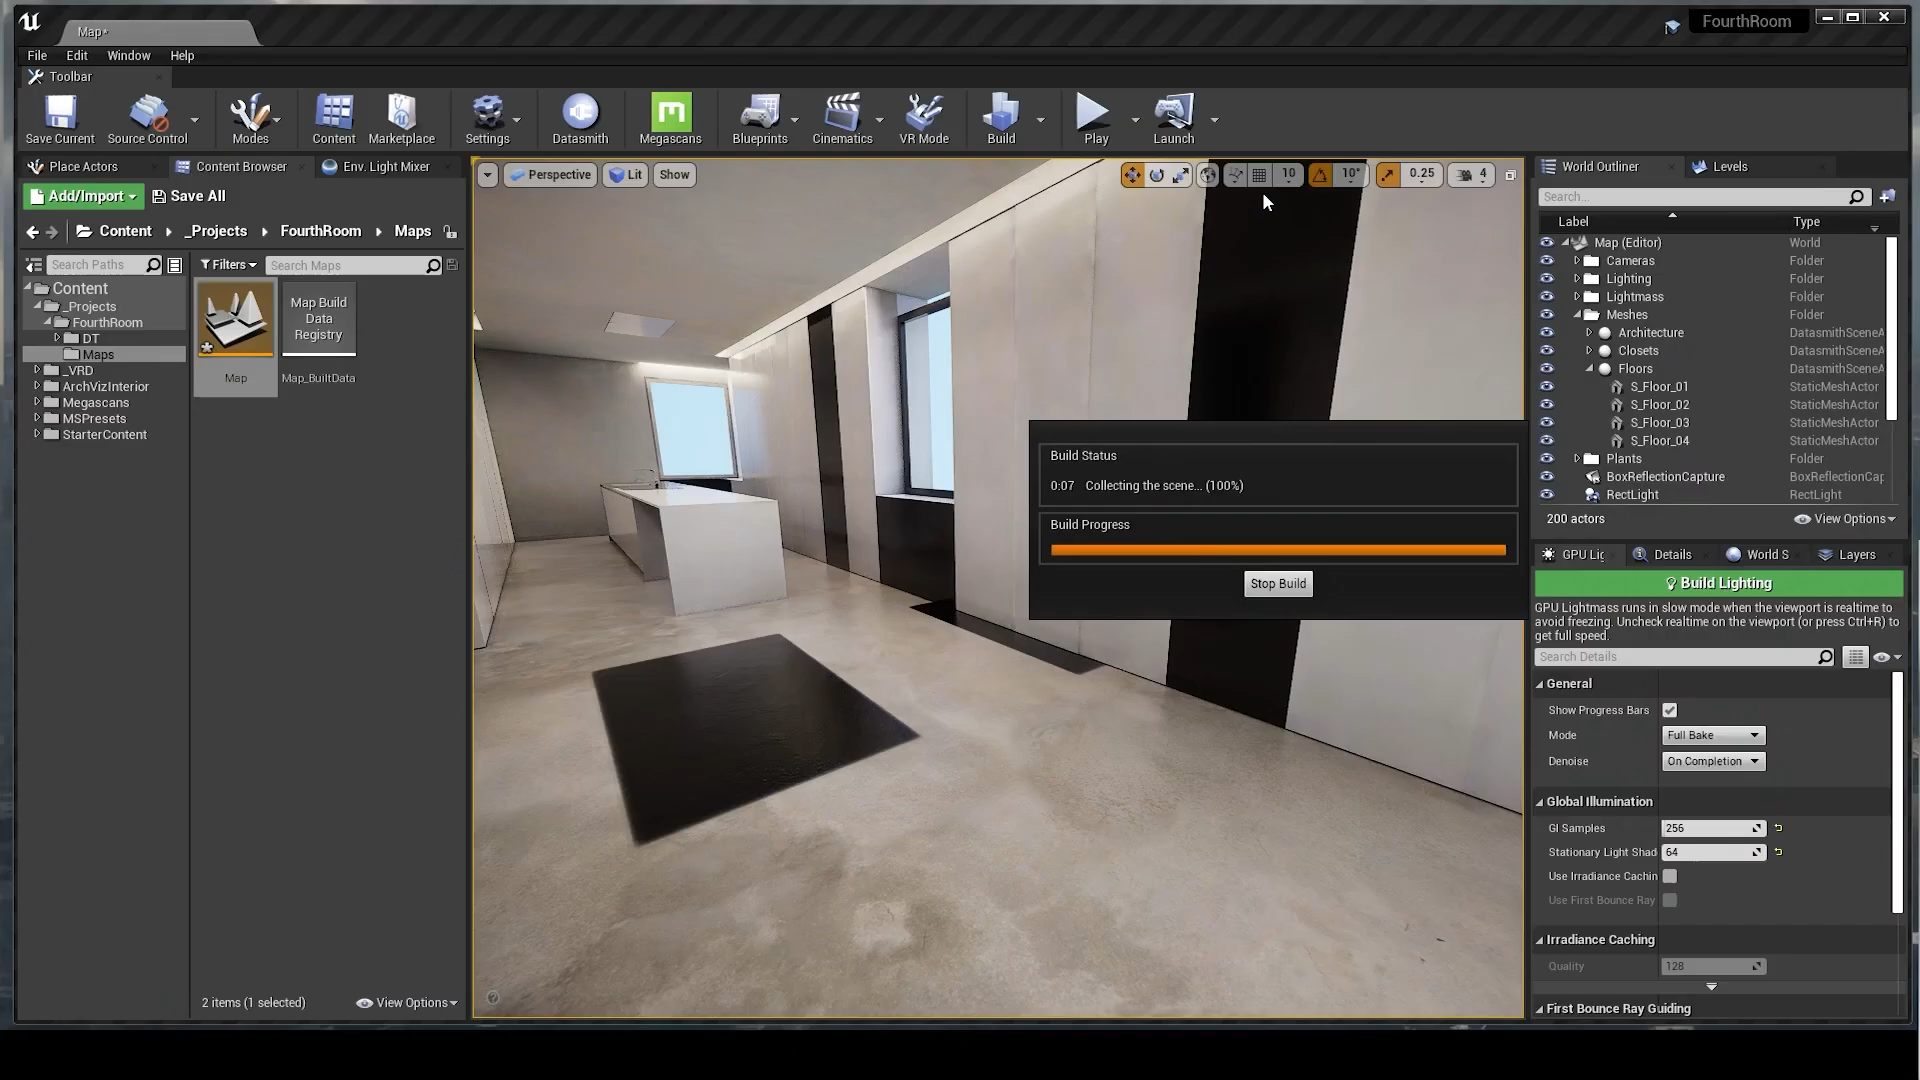 Map*
FourthRoom
File Edit Window Help
Toolbar
Save Current
Source Control
Modes
Content
Marketplace
Settings
Datasmith
Megascans
Blueprints
Cinematics
VR Mode
Build
Play
Launch
Place Actors
Content Browser
Env. Light Mixer
Add/Import
Save All
Content
_Projects
FourthRoom
Maps
Search Paths
Filters
Search Maps
Content
_Projects
FourthRoom
DT
Maps
_VRD
ArchVizInterior
Megascans
MSPresets
StarterContent
Map
Map Build
Data
Registry
Map_BuiltData
2 items (1 selected)
View Options
Perspective
Lit
Show
10
10°
0.25
4
Build Status
0:07 Collecting the scene... (100%)
Build Progress
Stop Build
World Outliner
Levels
Search...
Label Type
Map (Editor) World
Cameras Folder
Lighting Folder
Lightmass Folder
Meshes Folder
Architecture DatasmithSceneA
Closets DatasmithSceneA
Floors DatasmithSceneA
S_Floor_01 StaticMeshActor
S_Floor_02 StaticMeshActor
S_Floor_03 StaticMeshActor
S_Floor_04 StaticMeshActor
Plants Folder
BoxReflectionCapture BoxReflectionCap
RectLight RectLight
200 actors
View Options
GPU Lig
Details
World S
Layers
Build Lighting
GPU Lightmass runs in slow mode when the viewport is realtime to
avoid freezing. Uncheck realtime on the viewport (or press Ctrl+R) to
get full speed.
Search Details
General
Show Progress Bars
Mode Full Bake
Denoise On Completion
Global Illumination
GI Samples 256
Stationary Light Shad 64
Use Irradiance Cachin
Use First Bounce Ray
Irradiance Caching
Quality 128
First Bounce Ray Guiding